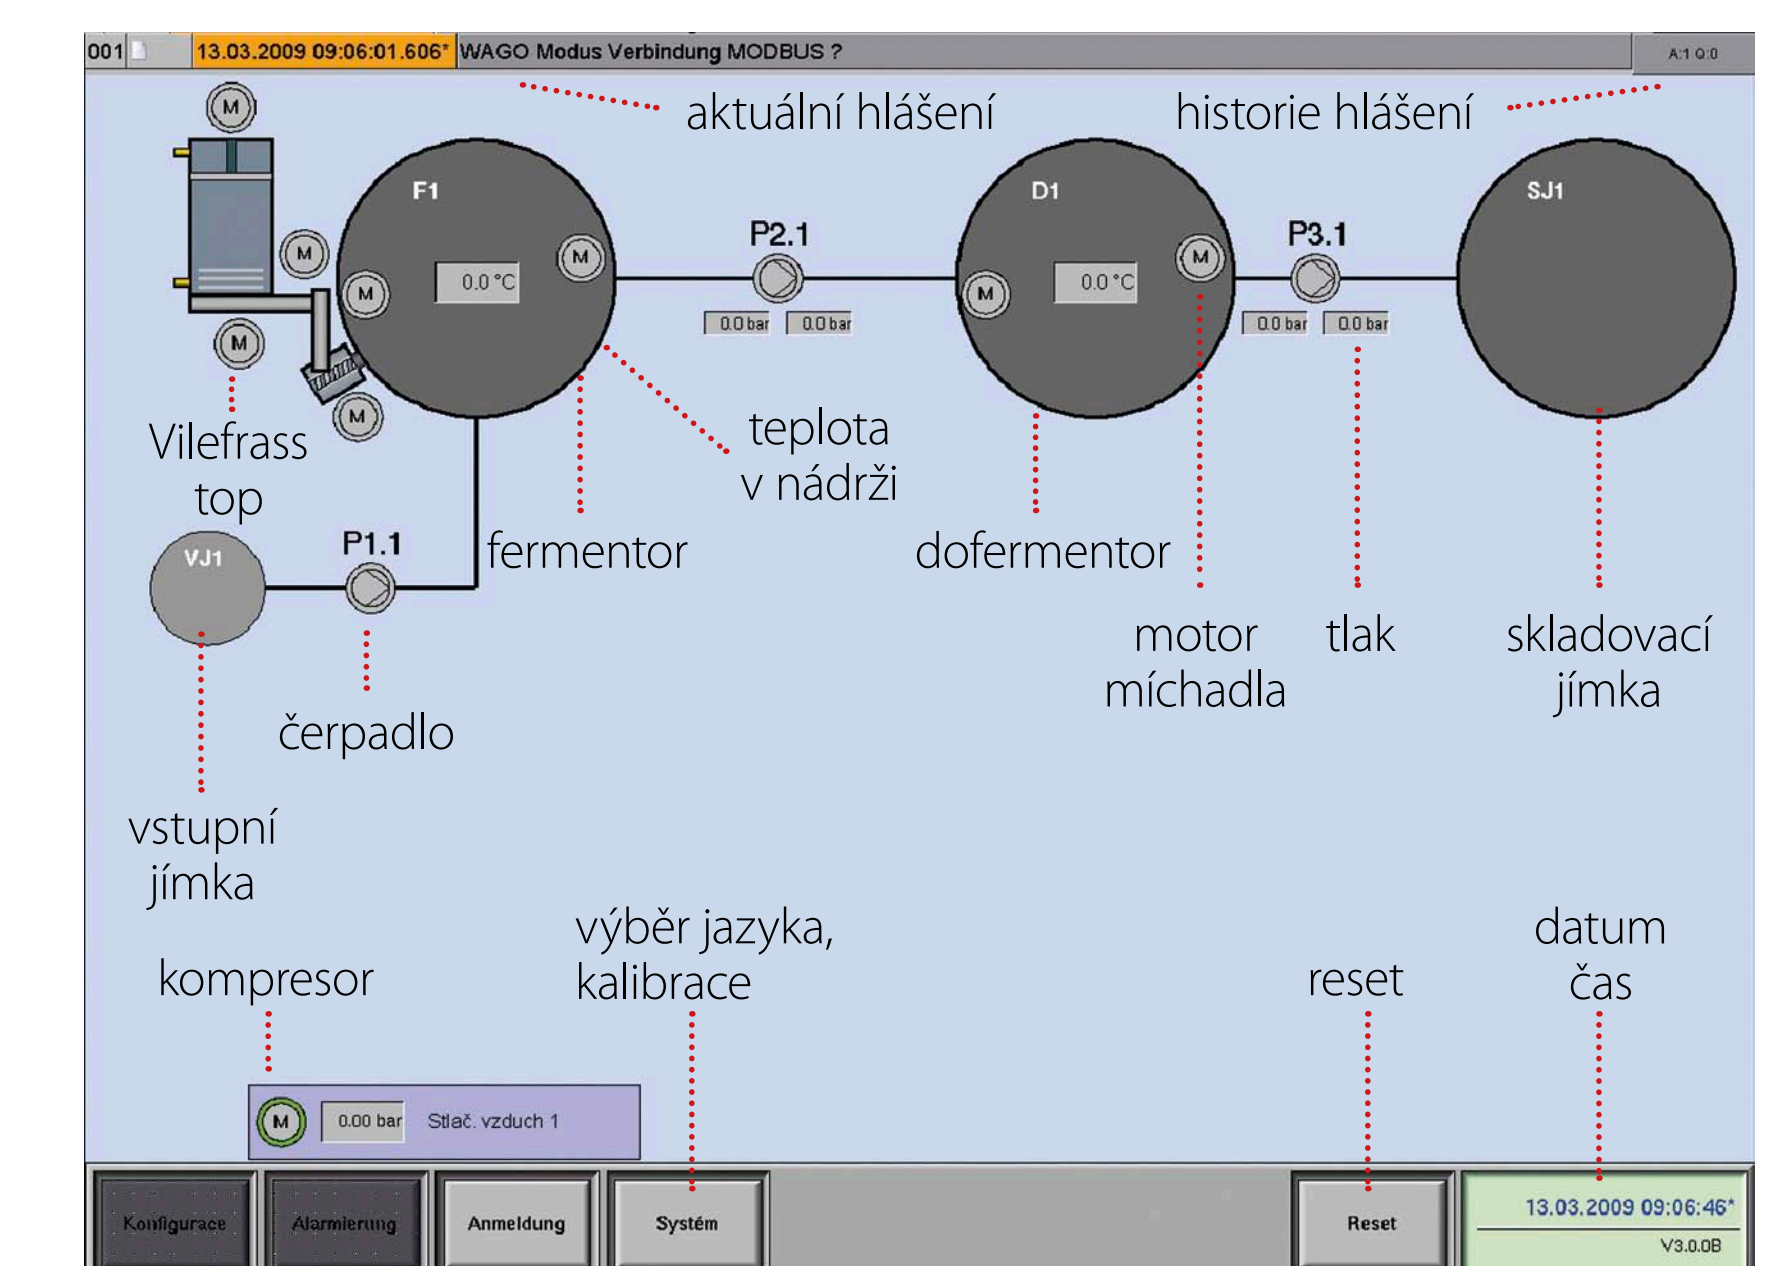 001 13.03.2009 09:06:01.606* WAGO Modus Verbindung MODBUS ? A:1 Q:0
aktuální hlášení
historie hlášení
M
F1
D1
SJ1
P2.1
P3.1
M
M
M
M
0.0 °C
0.0 °C
M
M
0.0 bar
0.0 bar
0.0 bar
0.0 bar
M
M
Vilefrass
top
teplota
v nádrži
VJ1
P1.1
fermentor
dofermentor
motor
míchadla
tlak
skladovací
jímka
čerpadlo
vstupní
jímka
kompresor
výběr jazyka,
kalibrace
reset
datum
čas
M
0.00 bar
Stlač. vzduch 1
Konfigurace
Alarmierung
Anmeldung
Systém
Reset
13.03.2009 09:06:46*
V3.0.0B